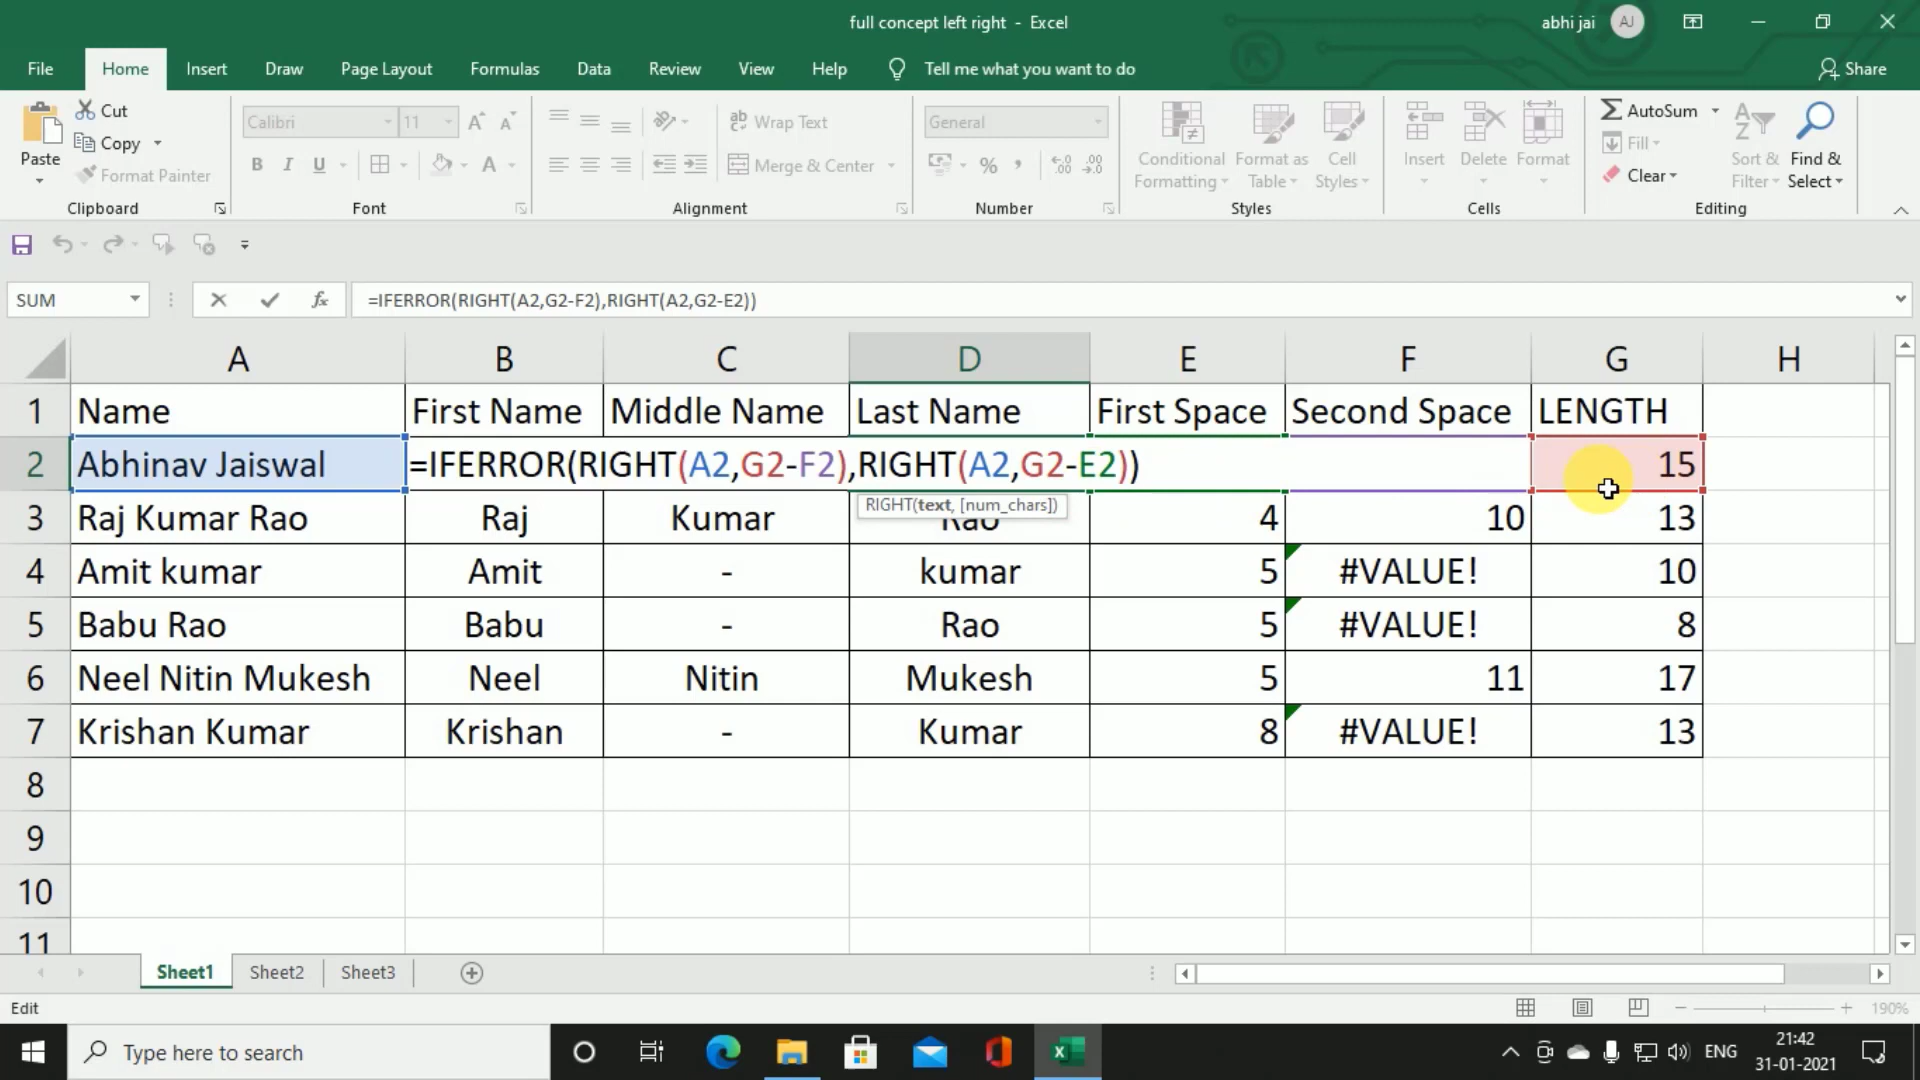 full concept left right - Excel
abhi jai AJ
File Home Insert Draw Page Layout Formulas Data Review View Help Tell me what you want to do Share
Paste
Cut
Copy
Format Painter
Clipboard
Calibri 11
B I U
Font
Wrap Text
Merge & Center
Alignment
General
%
Number
Conditional Formatting
Format as Table
Cell Styles
Styles
Insert Delete Format
Cells
AutoSum
Fill
Clear
Sort & Filter
Find & Select
Editing
SUM fx =IFERROR(RIGHT(A2,G2-F2),RIGHT(A2,G2-E2))
A B C D E F G H
1 Name First Name Middle Name Last Name First Space Second Space LENGTH
2 Abhinav Jaiswal =IFERROR(RIGHT(A2,G2-F2),RIGHT(A2,G2-E2)) 15
RIGHT(text, [num_chars])
3 Raj Kumar Rao Raj Kumar Rao 4 10 13
4 Amit kumar Amit - kumar 5 #VALUE! 10
5 Babu Rao Babu - Rao 5 #VALUE! 8
6 Neel Nitin Mukesh Neel Nitin Mukesh 5 11 17
7 Krishan Kumar Krishan - Kumar 8 #VALUE! 13
8
9
10
11
Sheet1 Sheet2 Sheet3
Edit 190%
Type here to search
ENG
21:42
31-01-2021